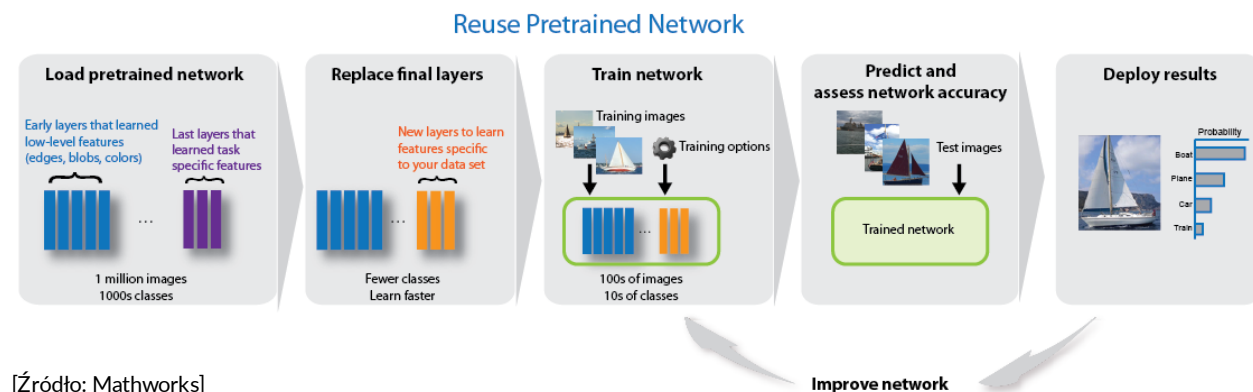 Reuse Pretrained Network
Load pretrained network
Early layers that learned
low-level features
(edges, blobs, colors)
Last layers that
learned task
specific features
...
1 million images
1000s classes
Replace final layers
New layers to learn
features specific
to your data set
...
Fewer classes
Learn faster
Train network
Training images
Training options
...
100s of images
10s of classes
Predict and
assess network accuracy
Test images
Trained network
Deploy results
Probability
Boat
Plane
Car
Train
Improve network
[Źródło: Mathworks]